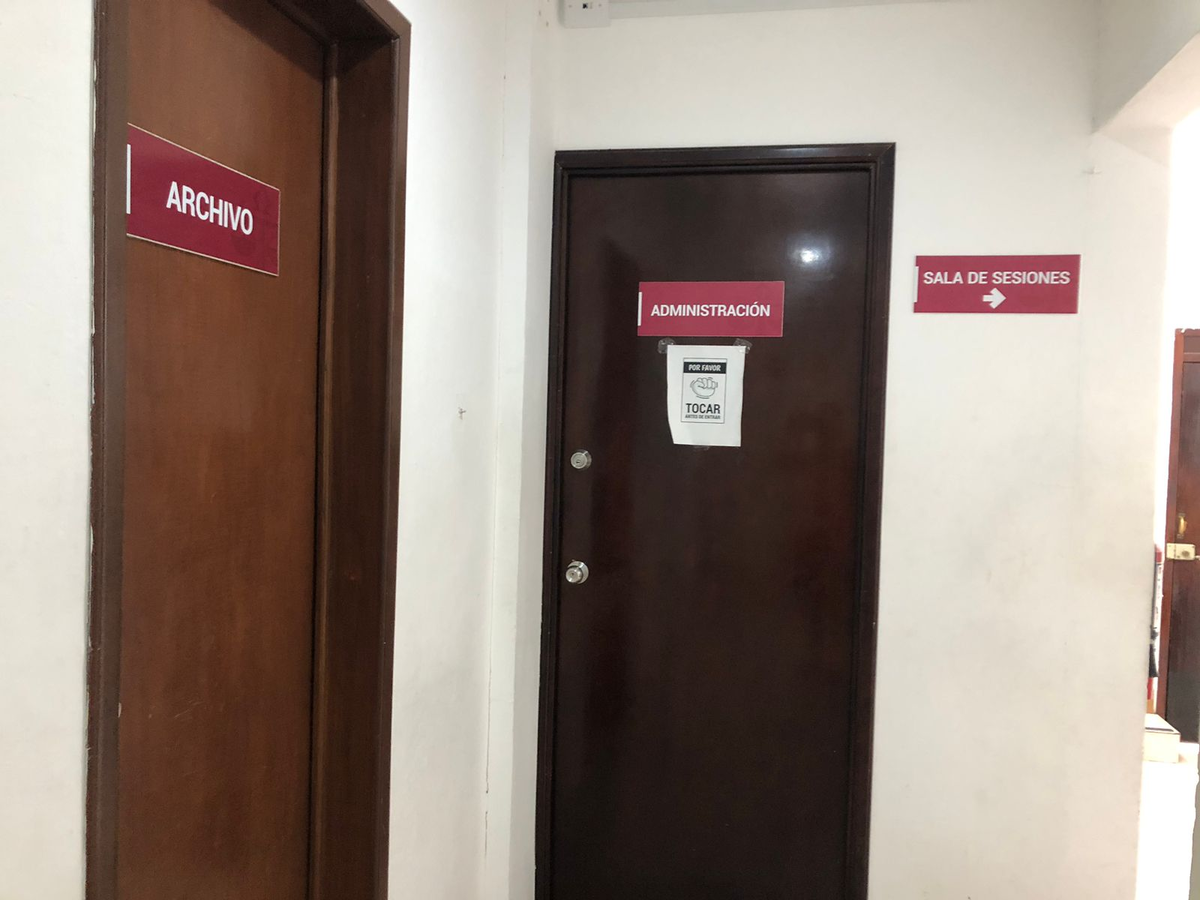 ARCHIVO
ADMINISTRACIÓN
POR FAVOR
TOCAR
ANTES DE ENTRAR
SALA DE SESIONES